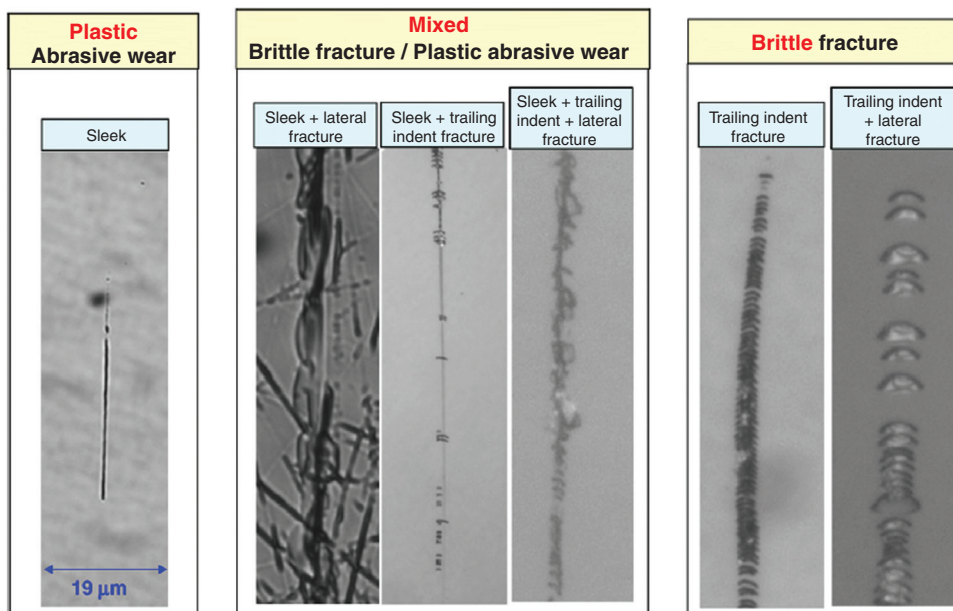 Plastic
Abrasive wear
Sleek
19 μm
Mixed
Brittle fracture / Plastic abrasive wear
Sleek + lateral
fracture
Sleek + trailing
indent fracture
Sleek + trailing
indent + lateral
fracture
Brittle fracture
Trailing indent
fracture
Trailing indent
+ lateral
fracture